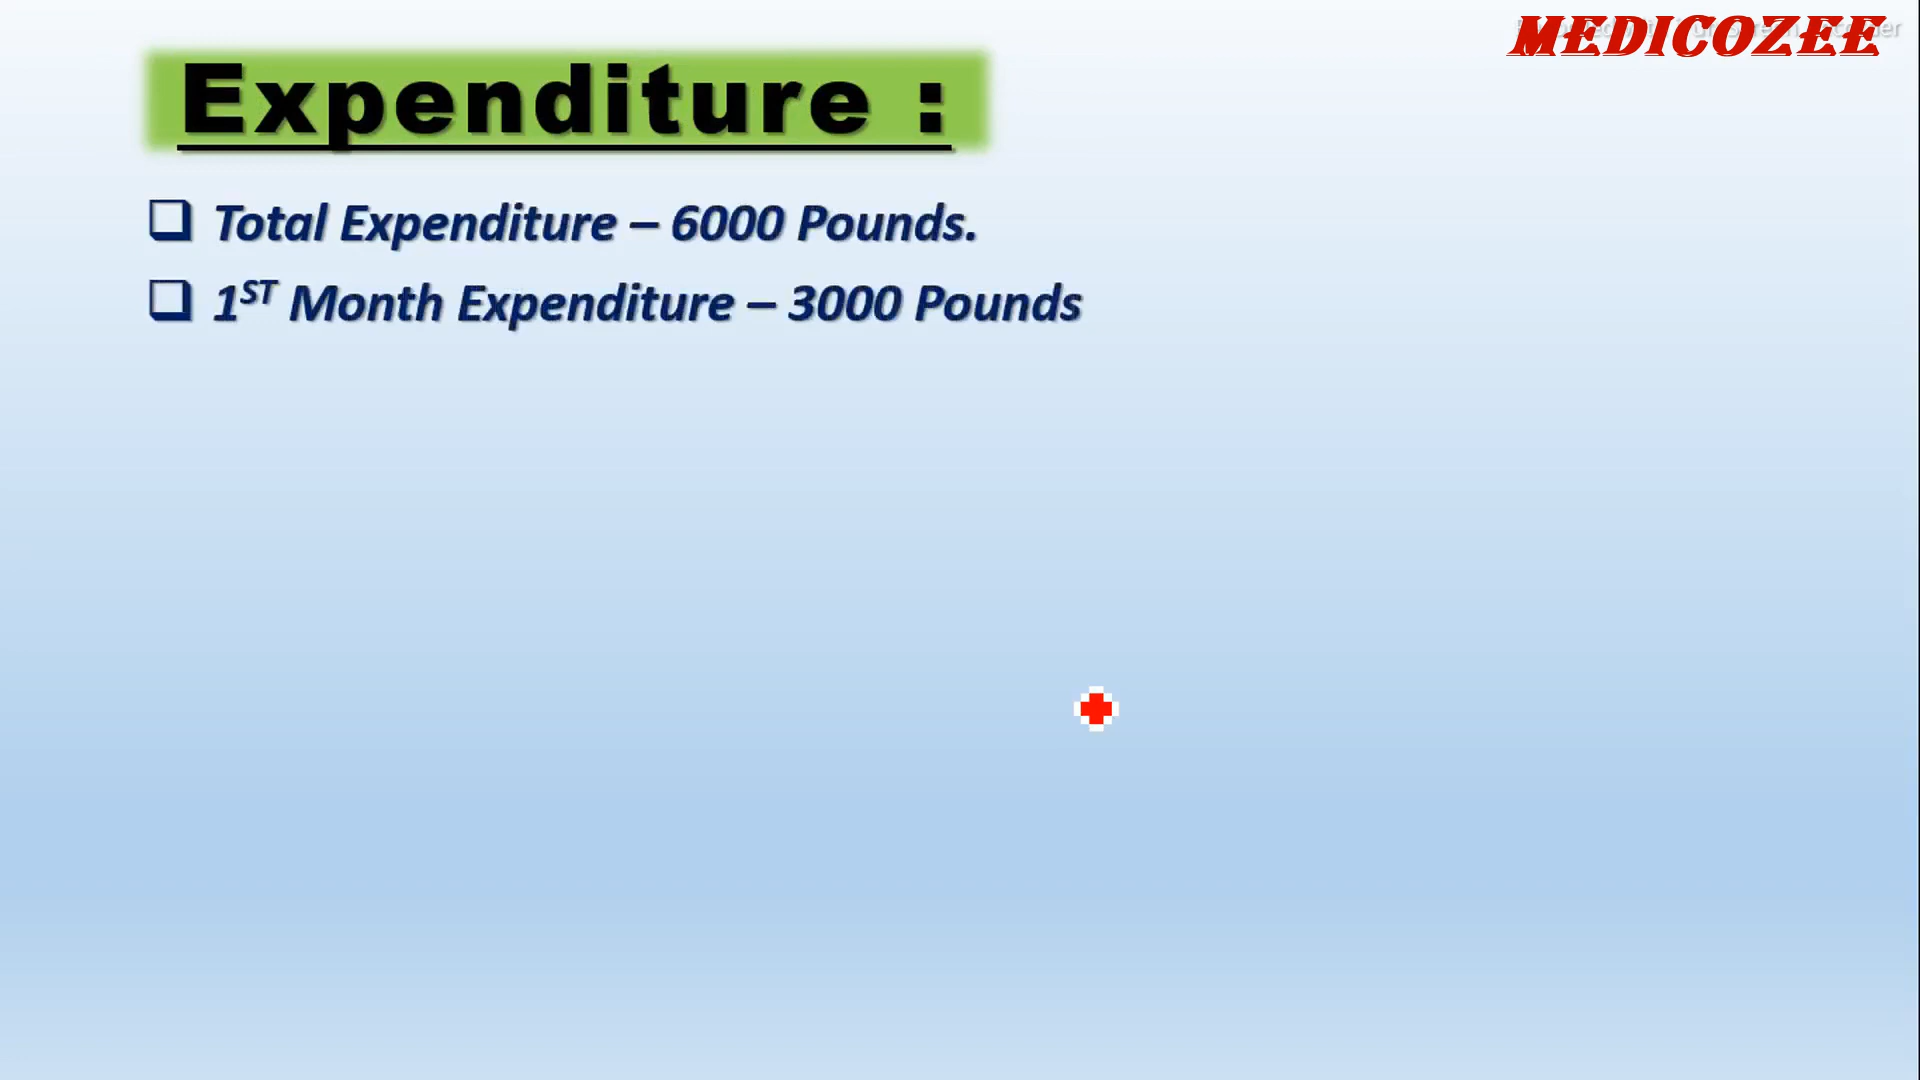 MEDICOZEE
Expenditure :
❑ Total Expenditure – 6000 Pounds.
❑ 1ST Month Expenditure – 3000 Pounds